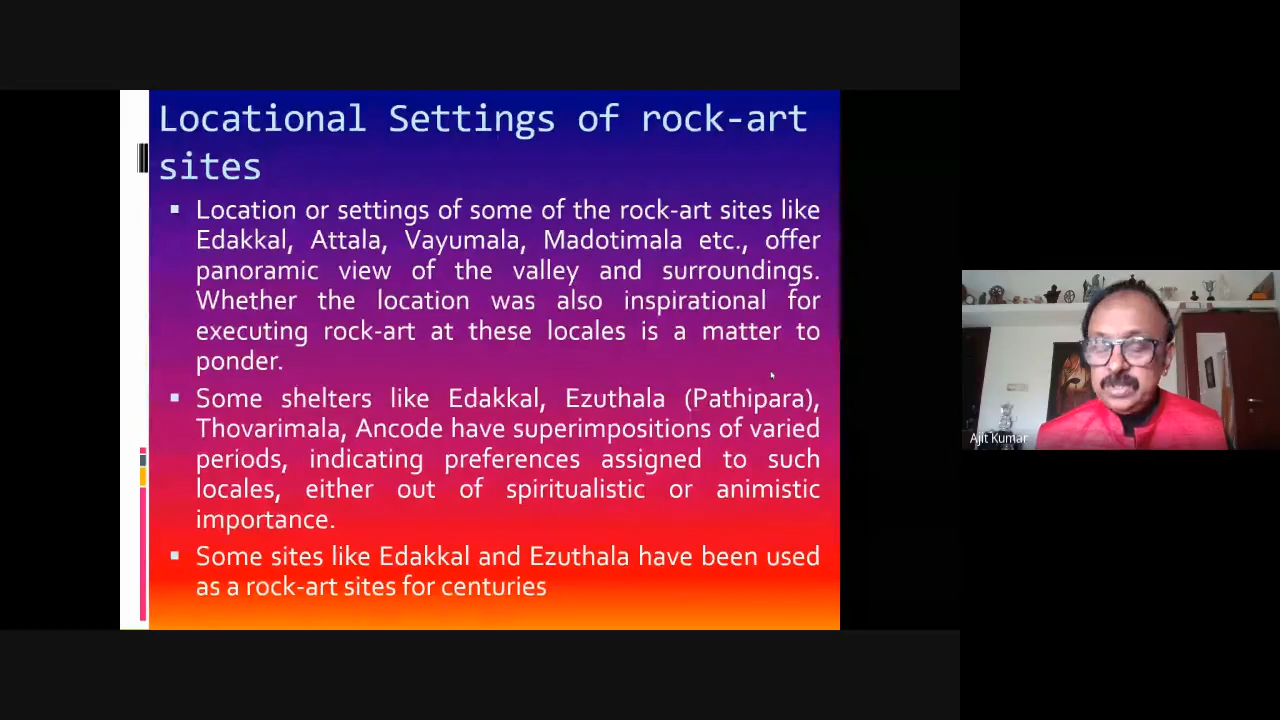 Locational Settings of rock-art
sites
▪ Location or settings of some of the rock-art sites like
Edakkal, Attala, Vayumala, Madotimala etc., offer
panoramic view of the valley and surroundings.
Whether the location was also inspirational for
executing rock-art at these locales is a matter to
ponder.
▪ Some shelters like Edakkal, Ezuthala (Pathipara),
Thovarimala, Ancode have superimpositions of varied
periods, indicating preferences assigned to such
locales, either out of spiritualistic or animistic
importance.
▪ Some sites like Edakkal and Ezuthala have been used
as a rock-art sites for centuries
Ajit Kumar